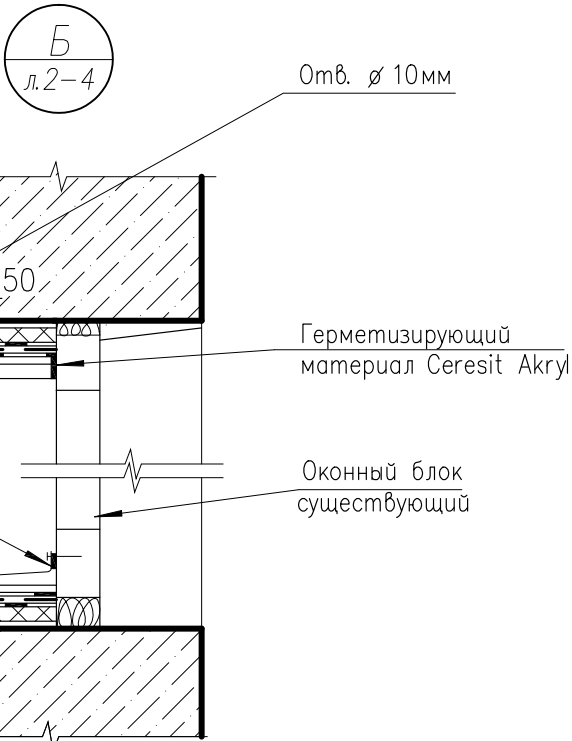 Б
л.2-4
Отв. ⌀ 10мм
50
Герметизирующий
материал Ceresit Akryl
Оконный блок
существующий